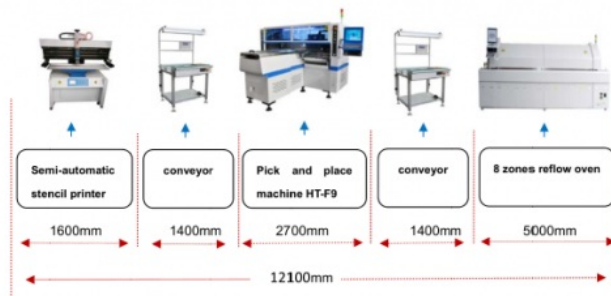 Semi-automatic
stencil printer
conveyor
Pick and place
machine HT-F9
conveyor
8 zones reflow oven
1600mm
1400mm
2700mm
1400mm
5000mm
12100mm